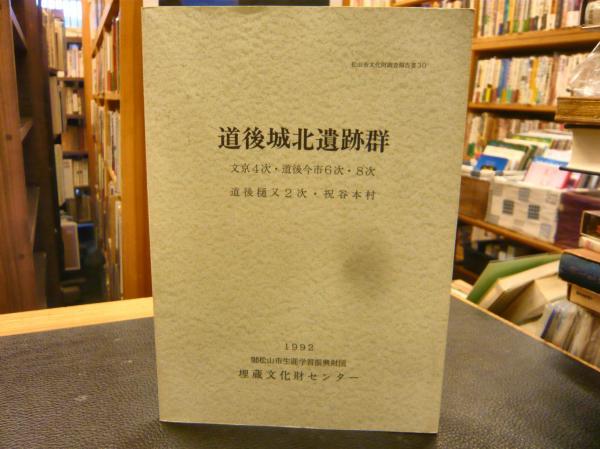 松山市文化財調査報告書30
道後城北遺跡群
文京4次・道後今市6次・8次
道後樋又2次・祝谷本村
1992
㈶松山市生涯学習振興財団
埋蔵文化財センター